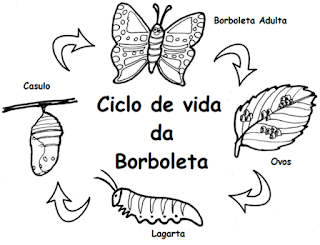 Borboleta Adulta
Casulo
Ciclo de vida
da
Borboleta
Ovos
Lagarta